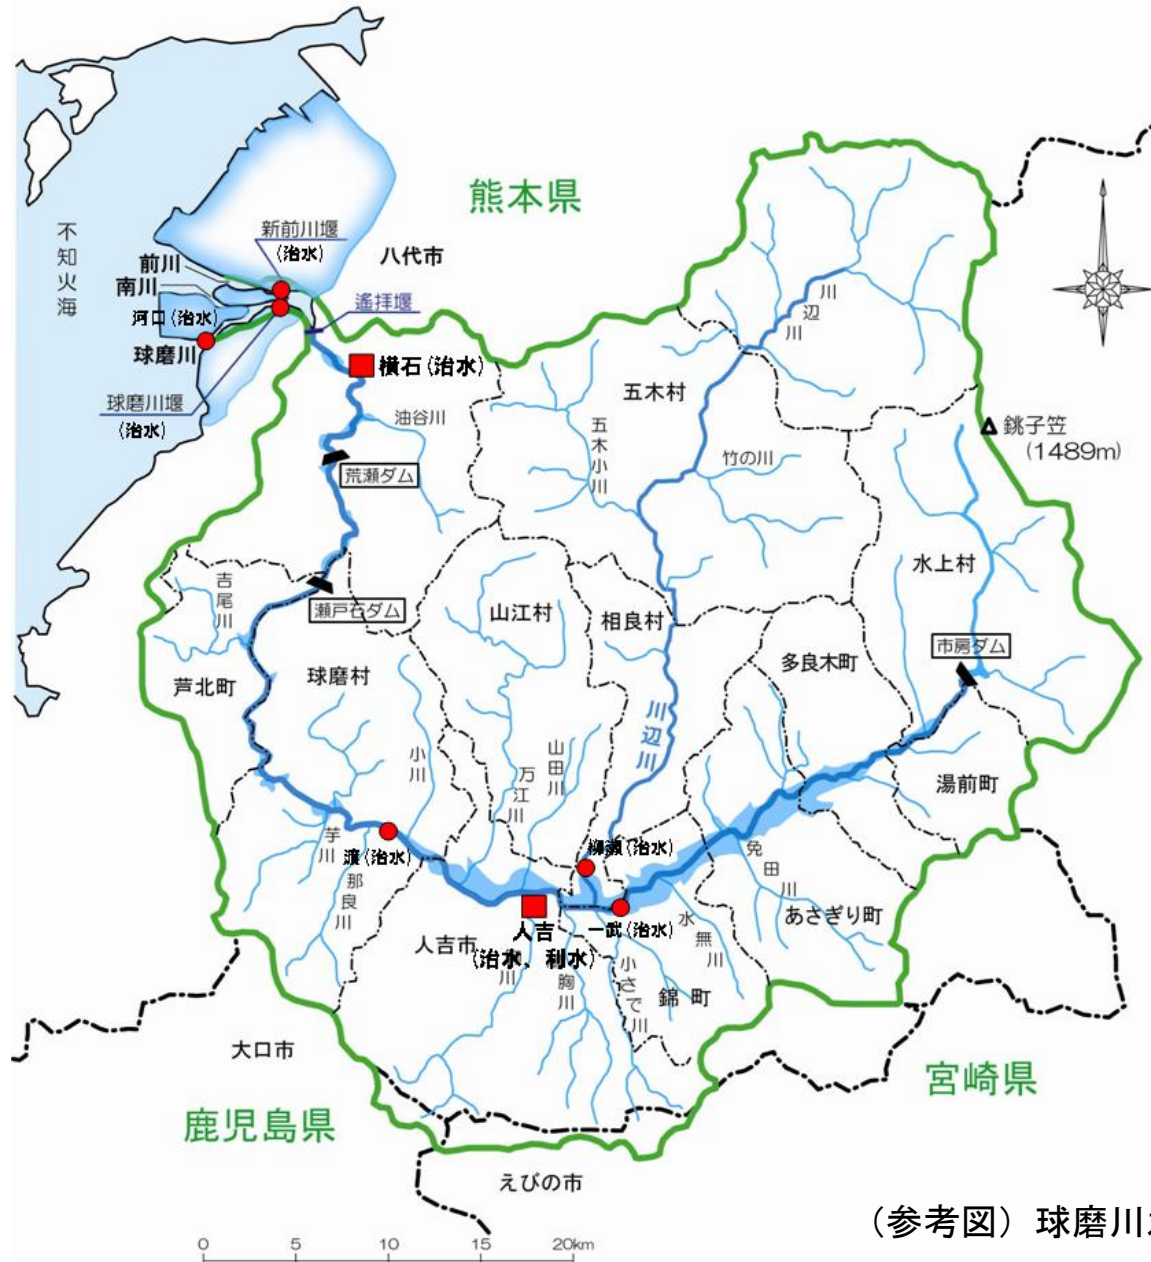 熊本県
不知火海
新前川堰
(治水)
八代市
前川
南川
河口(治水)
遙拝堰
球磨川
横石(治水)
球磨川堰
(治水)
油谷川
荒瀬ダム
五木村
川辺川
五木小川
竹の川
銚子笠
(1489m)
水上村
吉尾川
瀬戸石ダム
山江村
相良村
市房ダム
多良木町
芦北町
球磨村
川辺川
湯前町
小川
万江川
山田川
芋川
渡(治水)
那良川
柳瀬(治水)
免田川
あさぎり町
人吉市
人吉
(治水、利水)
川
一武(治水)
水無川
胸川
小さで川
錦町
大口市
宮崎県
鹿児島県
えびの市
(参考図)球磨川
0 5 10 15 20km